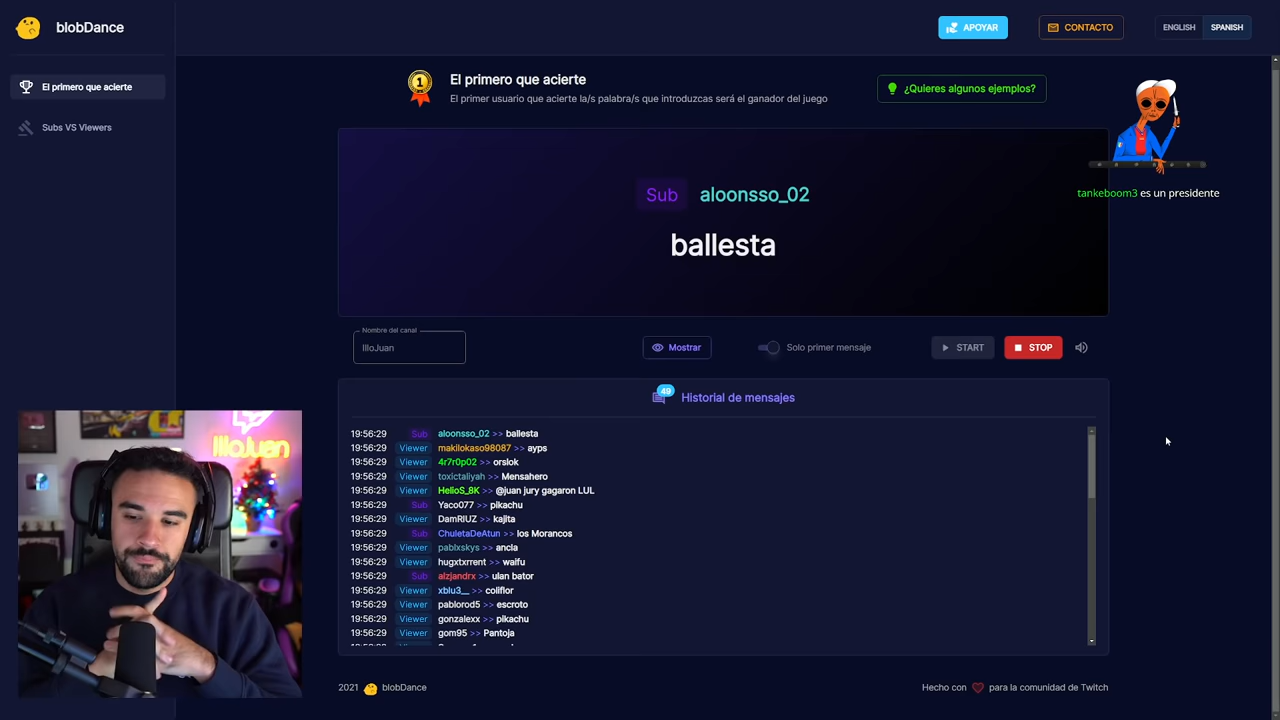 blobDance
APOYAR
CONTACTO
ENGLISH
SPANISH
El primero que acierte
Subs VS Viewers
1
El primero que acierte
El primer usuario que acierte la/s palabra/s que introduzcas será el ganador del juego
¿Quieres algunos ejemplos?
tankeboom3 es un presidente
Sub aloonsso_02
ballesta
Nombre del canal
IlloJuan
Mostrar
Solo primer mensaje
START
STOP
49
Historial de mensajes
19:56:29 Sub aloonsso_02 >> ballesta
19:56:29 Viewer makilokaso98087 >> ayps
19:56:29 Viewer 4r7r0p02 >> orslok
19:56:29 Viewer toxictaliyah >> Mensahero
19:56:29 Viewer HelioS_8K >> @juan jury gagaron LUL
19:56:29 Sub Yaco077 >> pikachu
19:56:29 Viewer DamRIUZ >> kajita
19:56:29 Sub ChuletaDeAtun >> los Morancos
19:56:29 Viewer pablxskys >> ancla
19:56:29 Viewer hugxtxrrent >> waifu
19:56:29 Sub alzjandrx >> ulan bator
19:56:29 Viewer xblu3__ >> coliflor
19:56:29 Viewer pablorod5 >> escroto
19:56:29 Viewer gonzalexx >> pikachu
19:56:29 Viewer gom95 >> Pantoja
IlloJuan
2021 blobDance
Hecho con para la comunidad de Twitch